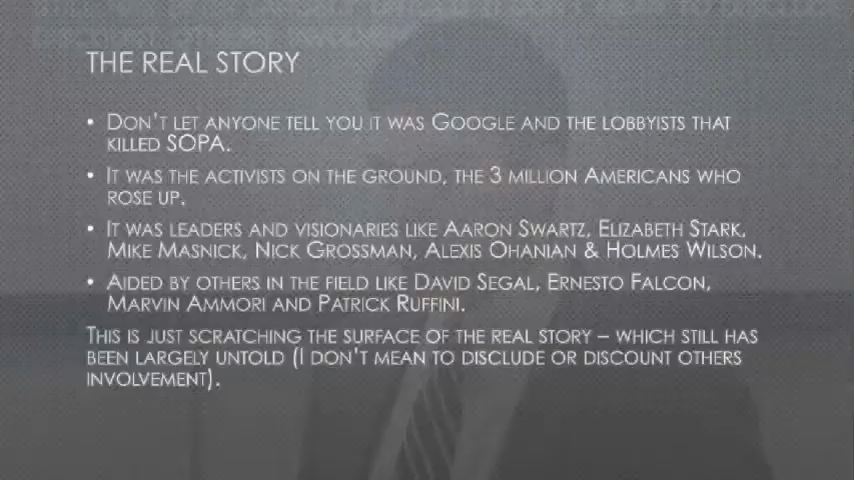 THE REAL STORY
• DON'T LET ANYONE TELL YOU IT WAS GOOGLE AND THE LOBBYISTS THAT
KILLED SOPA.
• IT WAS THE ACTIVISTS ON THE GROUND, THE 3 MILLION AMERICANS WHO
ROSE UP.
• IT WAS LEADERS AND VISIONARIES LIKE AARON SWARTZ, ELIZABETH STARK,
MIKE MASNICK, NICK GROSSMAN, ALEXIS OHANIAN & HOLMES WILSON.
• AIDED BY OTHERS IN THE FIELD LIKE DAVID SEGAL, ERNESTO FALCON,
MARVIN AMMORI AND PATRICK RUFFINI.
THIS IS JUST SCRATCHING THE SURFACE OF THE REAL STORY – WHICH STILL HAS
BEEN LARGELY UNTOLD (I DON'T MEAN TO DISCLUDE OR DISCOUNT OTHERS
INVOLVEMENT).